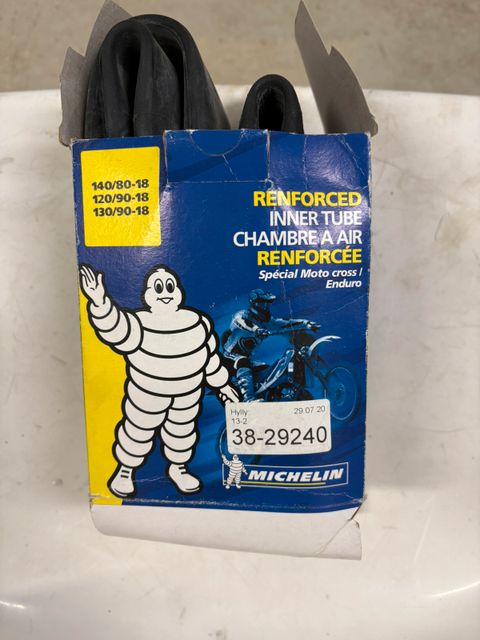 140/80-18
120/90-18
130/90-18
RENFORCED
INNER TUBE
CHAMBRE A AIR
RENFORCÉE
Spécial Moto cross /
Enduro
Hylly: 29.07.20
13-2
38-29240
MICHELIN